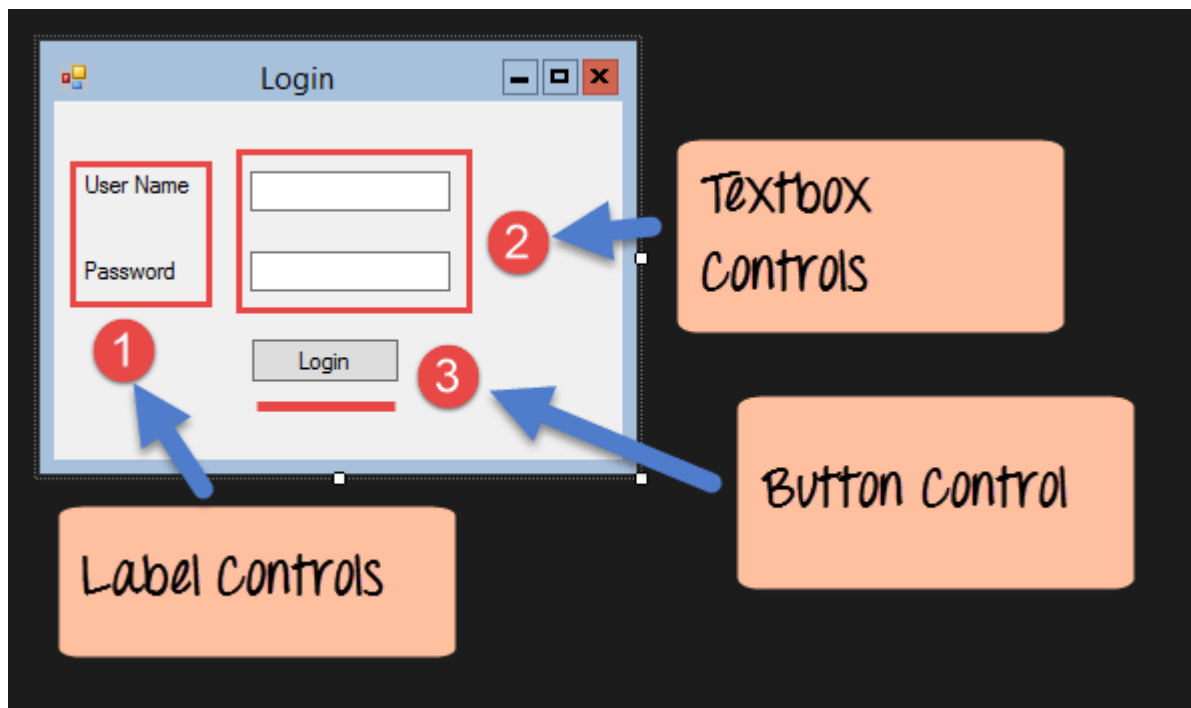 Login
User Name
Password
Login
1
2
3
Textbox
Controls
Button Control
Label Controls